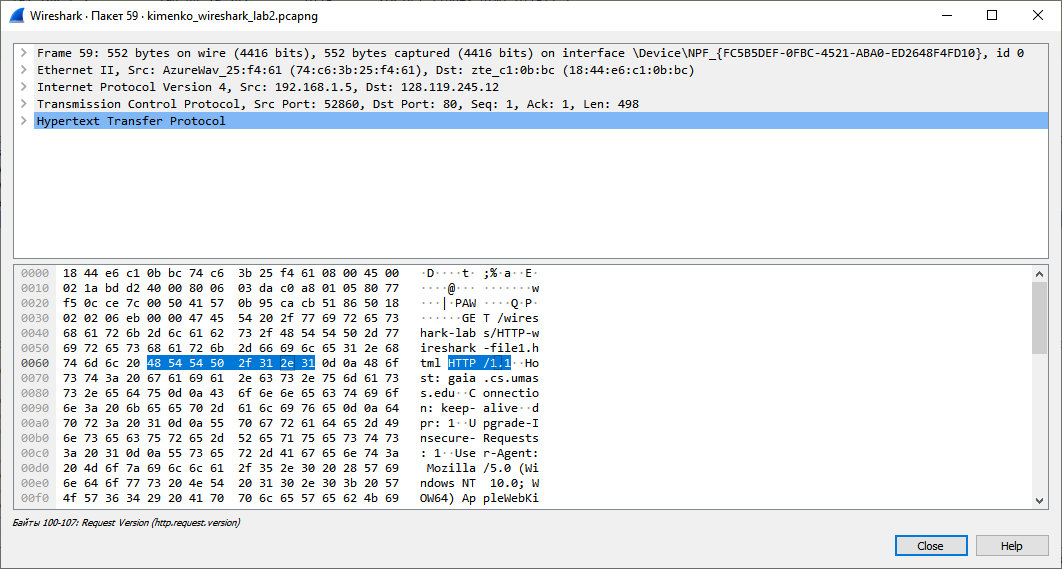 Wireshark · Пакет 59 · kimenko_wireshark_lab2.pcapng
Frame 59: 552 bytes on wire (4416 bits), 552 bytes captured (4416 bits) on interface \Device\NPF_{FC5B5DEF-0FBC-4521-ABA0-ED2648F4FD10}, id 0
Ethernet II, Src: AzureWav_25:f4:61 (74:c6:3b:25:f4:61), Dst: zte_c1:0b:bc (18:44:e6:c1:0b:bc)
Internet Protocol Version 4, Src: 192.168.1.5, Dst: 128.119.245.12
Transmission Control Protocol, Src Port: 52860, Dst Port: 80, Seq: 1, Ack: 1, Len: 498
Hypertext Transfer Protocol
0000 18 44 e6 c1 0b bc 74 c6 3b 25 f4 61 08 00 45 00 ·D····t· ;%·a··E·
0010 02 1a bd d2 40 00 80 06 03 da c0 a8 01 05 80 77 ····@··· ·······w
0020 f5 0c ce 7c 00 50 41 57 0b 95 ca cb 51 86 50 18 ···|·PAW ····Q·P·
0030 02 02 06 eb 00 00 47 45 54 20 2f 77 69 72 65 73 ······GE T /wires
0040 68 61 72 6b 2d 6c 61 62 73 2f 48 54 54 50 2d 77 hark-lab s/HTTP-w
0050 69 72 65 73 68 61 72 6b 2d 66 69 6c 65 31 2e 68 ireshark -file1.h
0060 74 6d 6c 20 48 54 54 50 2f 31 2e 31 0d 0a 48 6f tml HTTP /1.1··Ho
0070 73 74 3a 20 67 61 69 61 2e 63 73 2e 75 6d 61 73 st: gaia .cs.umas
0080 73 2e 65 64 75 0d 0a 43 6f 6e 6e 65 63 74 69 6f s.edu··C onnectio
0090 6e 3a 20 6b 65 65 70 2d 61 6c 69 76 65 0d 0a 64 n: keep- alive··d
00a0 70 72 3a 20 31 0d 0a 55 70 67 72 61 64 65 2d 49 pr: 1··U pgrade-I
00b0 6e 73 65 63 75 72 65 2d 52 65 71 75 65 73 74 73 nsecure- Requests
00c0 3a 20 31 0d 0a 55 73 65 72 2d 41 67 65 6e 74 3a : 1··Use r-Agent:
00d0 20 4d 6f 7a 69 6c 6c 61 2f 35 2e 30 20 28 57 69 Mozilla /5.0 (Wi
00e0 6e 64 6f 77 73 20 4e 54 20 31 30 2e 30 3b 20 57 ndows NT 10.0; W
00f0 4f 57 36 34 29 20 41 70 70 6c 65 57 65 62 4b 69 OW64) Ap pleWebKi
Байты 100-107: Request Version (http.request.version)
Close Help